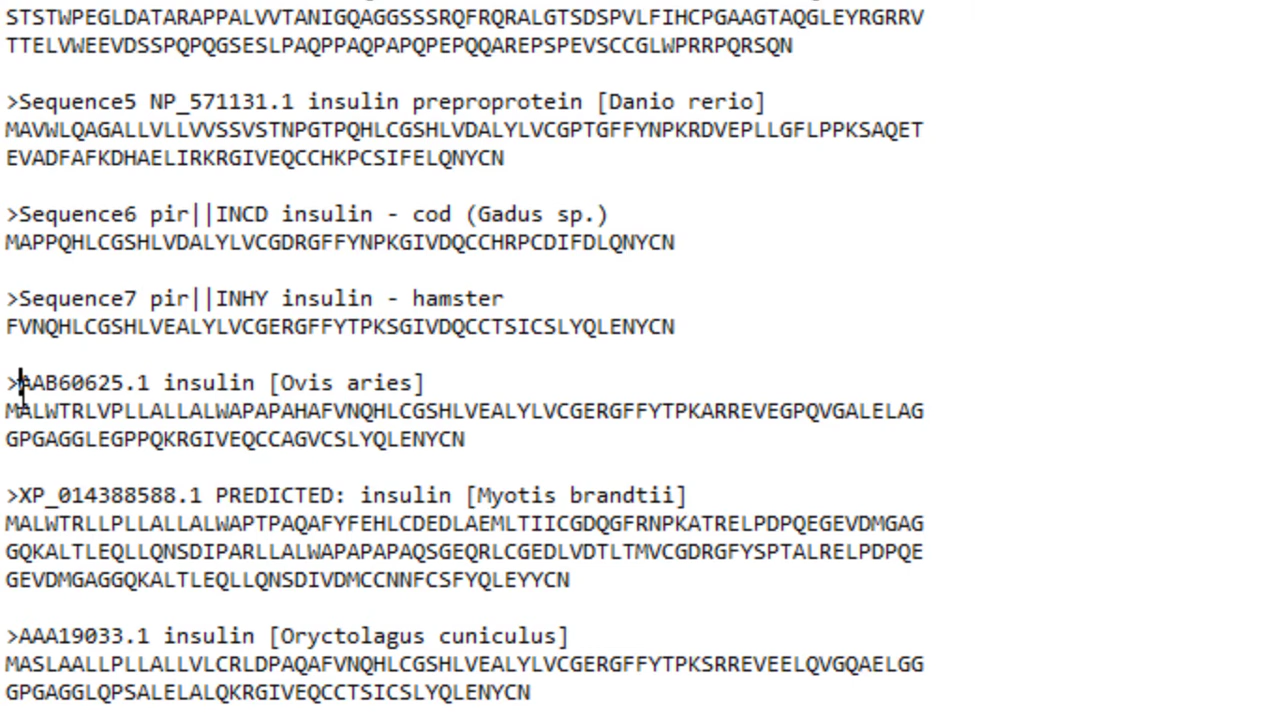 STSTWPEGLDATARAPPALVVTANIGQAGGSSSRQFRQRALGTSDSPVLFIHCPGAAGTAQGLEYRGRRV
TTELVWEEVDSSPQPQGSESLPAQPPAQPAPQPEPQQAREPSPEVSCCGLWPRRPQRSQN
>Sequence5 NP_571131.1 insulin preproprotein [Danio rerio]
MAVWLQAGALLVLLVVSSVSTNPGTPQHLCGSHLVDALYLVCGPTGFFYNPKRDVEPLLGFLPPKSAQET
EVADFAFKDHAELIRKRGIVEQCCHKPCSIFELQNYCN
>Sequence6 pir||INCD insulin - cod (Gadus sp.)
MAPPQHLCGSHLVDALYLVCGDRGFFYNPKGIVDQCCHRPCDIFDLQNYCN
>Sequence7 pir||INHY insulin - hamster
FVNQHLCGSHLVEALYLVCGERGFFYTPKSGIVDQCCTSICSLYQLENYCN
>AAB60625.1 insulin [Ovis aries]
MALWTRLVPLLALLALWAPAPAHAFVNQHLCGSHLVEALYLVCGERGFFYTPKARREVEGPQVGALELAG
GPGAGGLEGPPQKRGIVEQCCAGVCSLYQLENYCN
>XP_014388588.1 PREDICTED: insulin [Myotis brandtii]
MALWTRLLPLLALLALWAPTPAQAFYFEHLCDEDLAEMLTIICGDQGFRNPKATRELPDPQEGEVDMGAG
GQKALTLEQLLQNSDIPARLLALWAPAPAPAQSGEQRLCGEDLVDTLTMVCGDRGFYSPTALRELPDPQE
GEVDMGAGGQKALTLEQLLQNSDIVDMCCNNFCSFYQLEYYCN
>AAA19033.1 insulin [Oryctolagus cuniculus]
MASLAALLPLLALLVLCRLDPAQAFVNQHLCGSHLVEALYLVCGERGFFYTPKSRREVEELQVGQAELGG
GPGAGGLQPSALELALQKRGIVEQCCTSICSLYQLENYCN